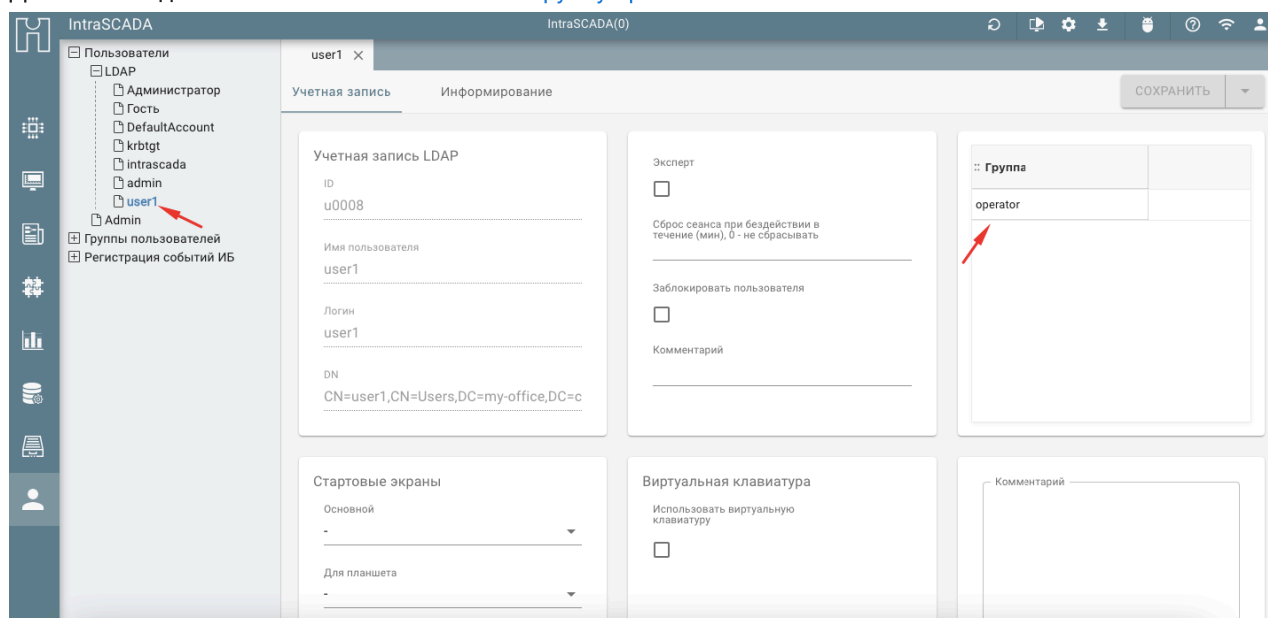 IntraSCADA
IntraSCADA(0)
Пользователи
LDAP
Администратор
Гость
DefaultAccount
krbtgt
intrascada
admin
user1
Admin
Группы пользователей
Регистрация событий ИБ
user1
Учетная запись
Информирование
СОХРАНИТЬ
Учетная запись LDAP
ID
u0008
Имя пользователя
user1
Логин
user1
DN
CN=user1,CN=Users,DC=my-office,DC=c
Эксперт
Сброс сеанса при бездействии в
течение (мин), 0 - не сбрасывать
Заблокировать пользователя
Комментарий
:: Группа
operator
Стартовые экраны
Основной
-
Для планшета
-
Виртуальная клавиатура
Использовать виртуальную
клавиатуру
Комментарий